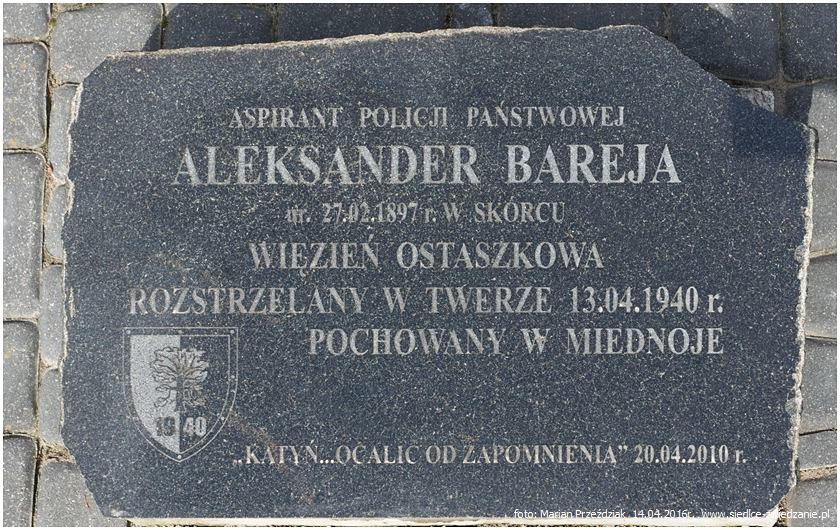 ASPIRANT POLICJI PAŃSTWOWEJ
ALEKSANDER BAREJA
ur. 27.02.1897 r. W SKÓRCU
WIĘZIEŃ OSTASZKOWA
ROZSTRZELANY W TWERZE 13.04.1940 r.
POCHOWANY W MIEDNOJE
1940
„KATYŃ...OCALIĆ OD ZAPOMNIENIA” 20.04.2010 r.
foto: Marian Przeździak 14.04.2016r. www.siedlce-zwiedzanie.pl